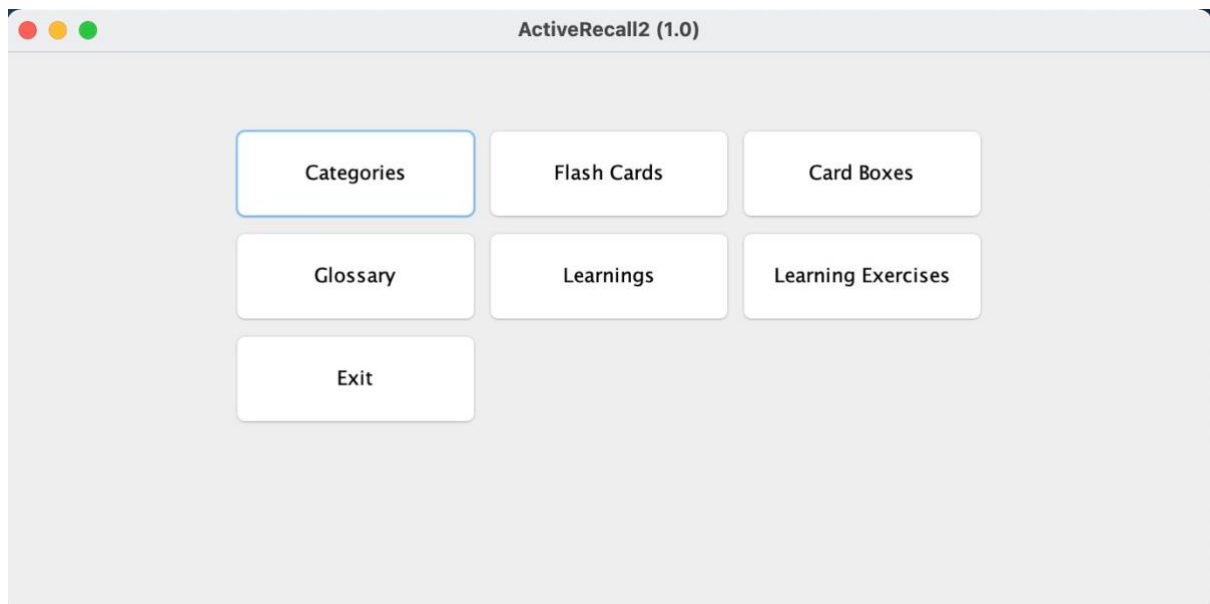 ActiveRecall2 (1.0)
Categories Flash Cards Card Boxes
Glossary Learnings Learning Exercises
Exit